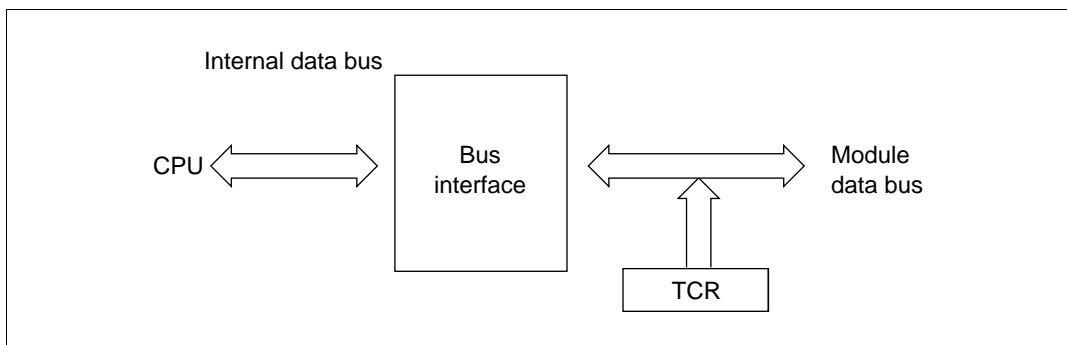 Internal data bus
CPU
Bus
interface
Module
data bus
TCR